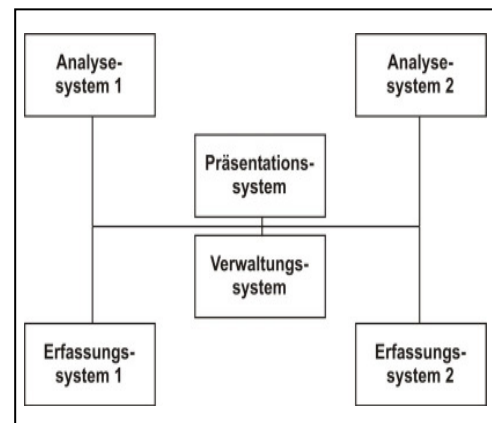 Analyse-
system 1
Analyse-
system 2
Präsentations-
system
Verwaltungs-
system
Erfassungs-
system 1
Erfassungs-
system 2